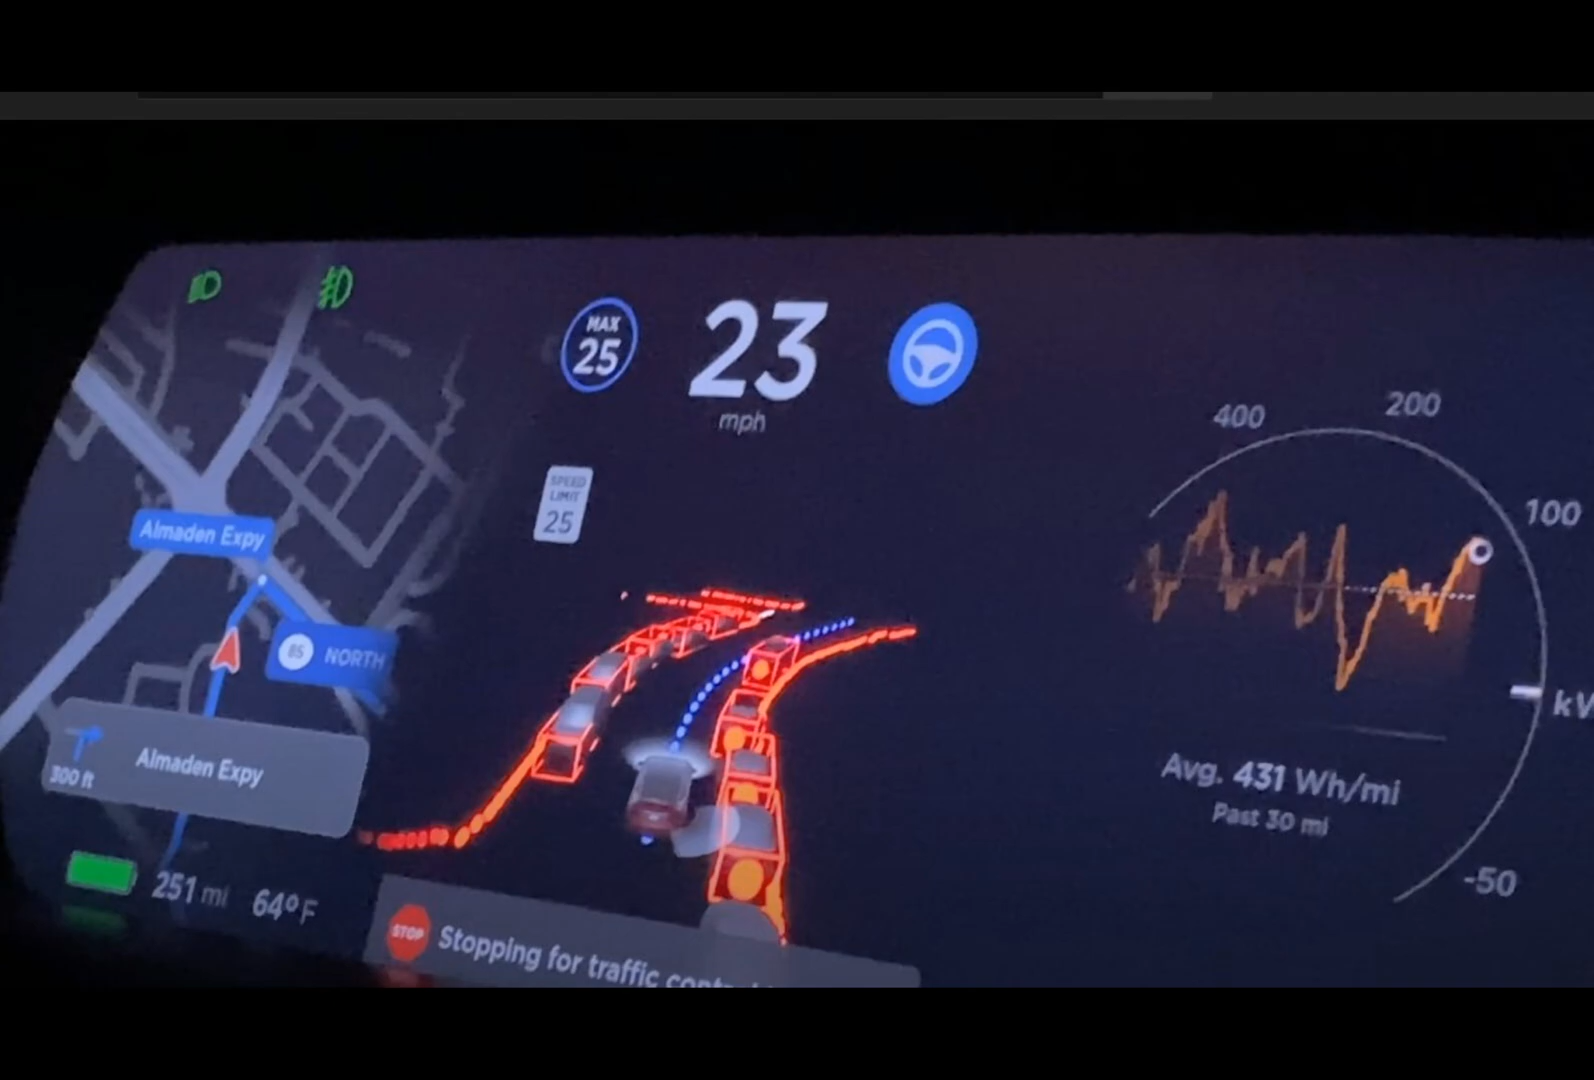 MAX
25
23
mph
SPEED
LIMIT
25
Almaden Expy
85 NORTH
Almaden Expy
300 ft
251 mi 64°F
STOP
Stopping for traffic
400
200
100
-50
Avg. 431 Wh/mi
Past 30 mi